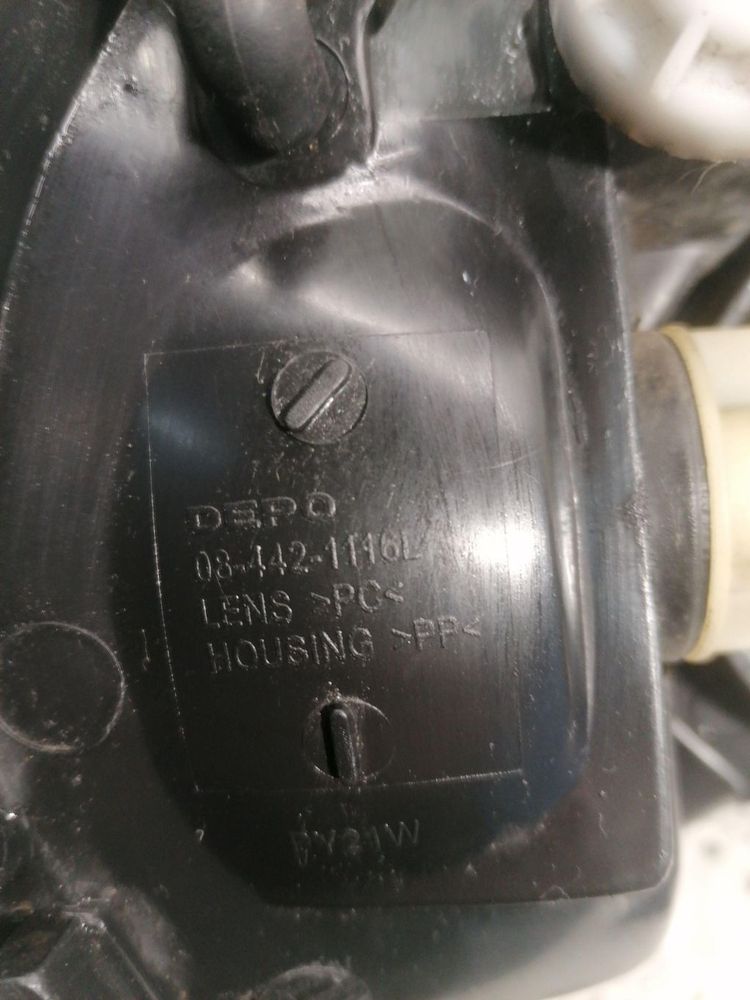 DEPO
08-442-1116L
LENS >PC<
HOUSING >PP<
PY21W